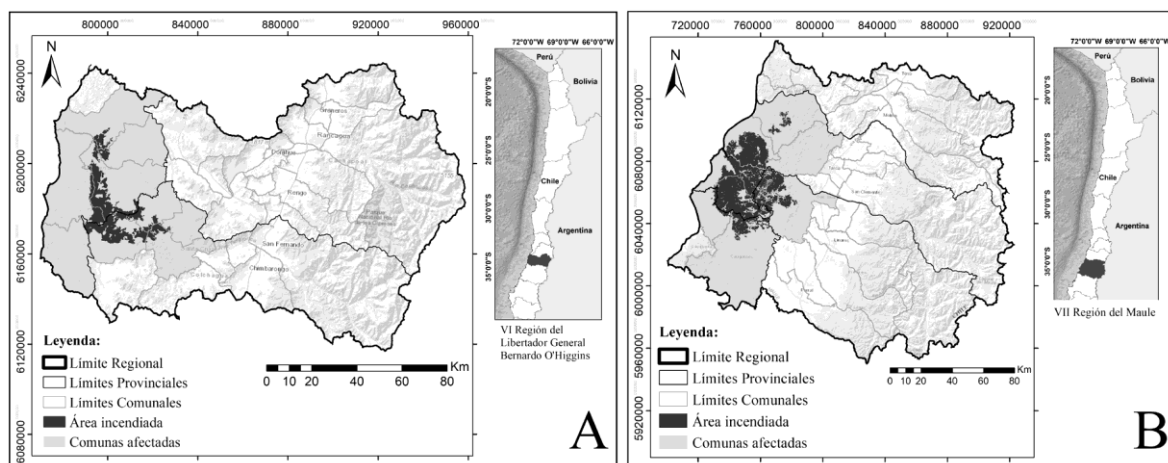 800000 840000 880000 920000 960000
N
6240000
6200000
6160000
6120000
6080000
Graneros
Rancagua
Doñihue
Rengo
San Fernando
Chimbarongo
72°0'0"W 69°0'0"W 66°0'0"W
20°0'0"S
25°0'0"S
30°0'0"S
35°0'0"S
Perú
Bolivia
Chile
Argentina
VI Región del
Libertador General
Bernardo O'Higgins
Leyenda:
Límite Regional
Límites Provinciales
Límites Comunales
Área incendiada
Comunas afectadas
0 10 20 40 60 80 Km
A
720000 760000 800000 840000 880000 920000
N
6120000
6080000
6040000
6000000
5960000
5920000
72°0'0"W 69°0'0"W 66°0'0"W
20°0'0"S
25°0'0"S
30°0'0"S
35°0'0"S
Perú
Bolivia
Chile
Argentina
VII Región del Maule
Leyenda:
Límite Regional
Límites Provinciales
Límites Comunales
Área incendiada
Comunas afectadas
0 10 20 40 60 80 Km
B